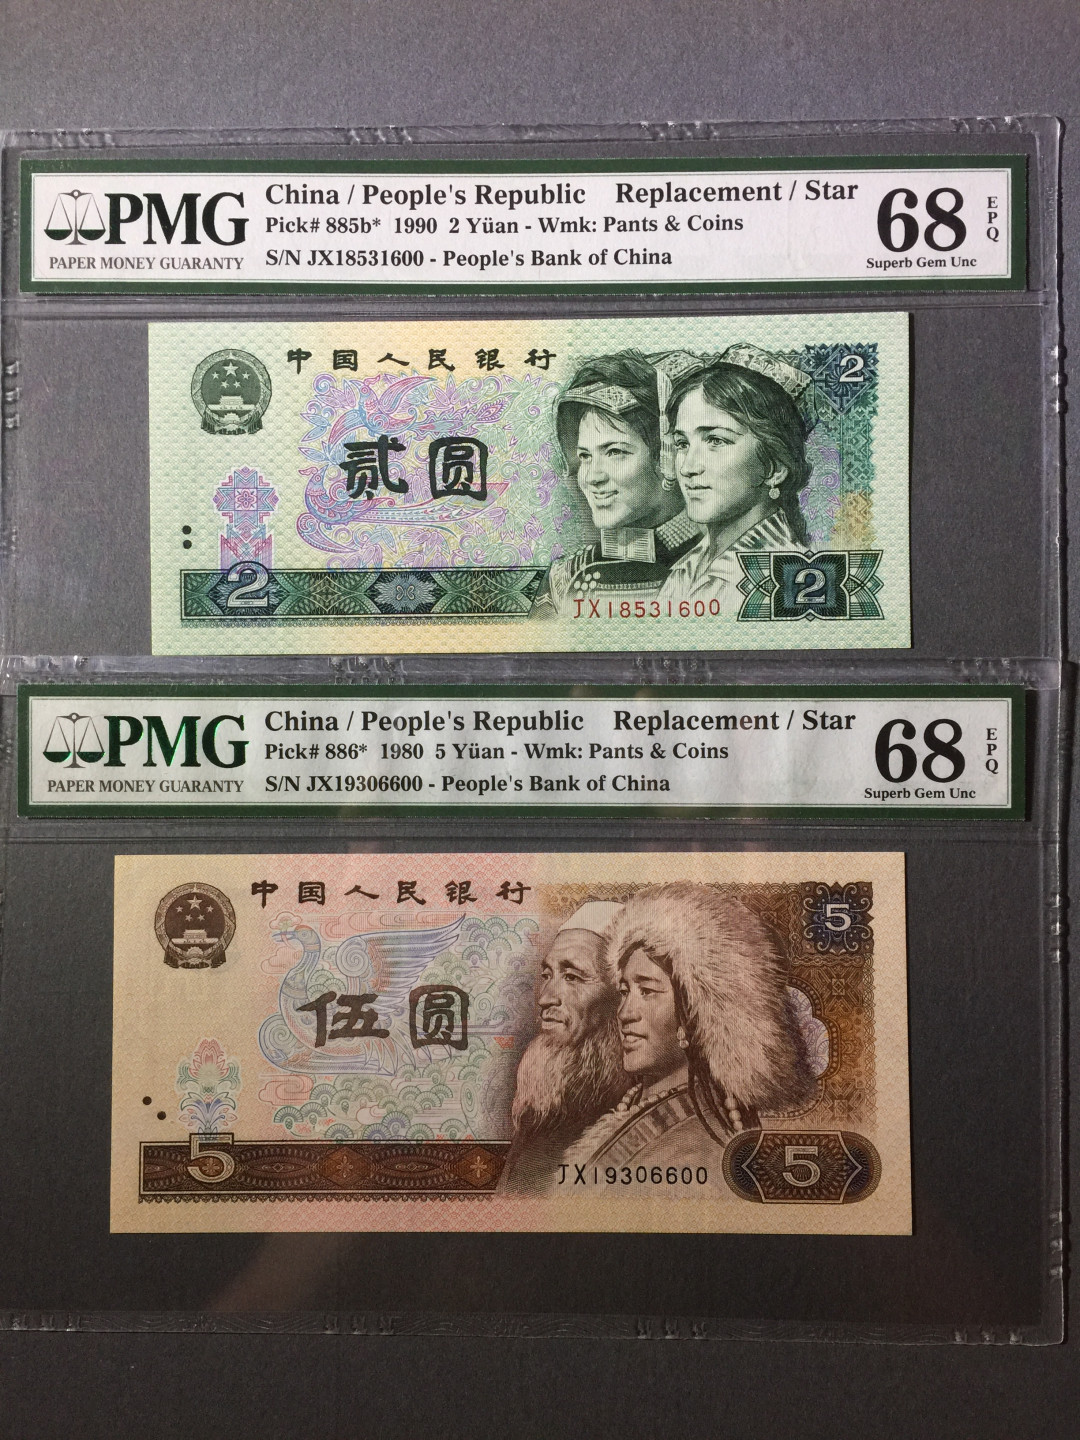 PMG
PAPER MONEY GUARANTY
China / People's Republic Replacement / Star
Pick# 885b* 1990 2 Yüan - Wmk: Pants & Coins
S/N JX18531600 - People's Bank of China
68
EPQ
Superb Gem Unc
中国人民银行
2
贰圆
2
2
JX18531600
PMG
PAPER MONEY GUARANTY
China / People's Republic Replacement / Star
Pick# 886* 1980 5 Yüan - Wmk: Pants & Coins
S/N JX19306600 - People's Bank of China
68
EPQ
Superb Gem Unc
中国人民银行
5
伍圆
5
5
JX19306600